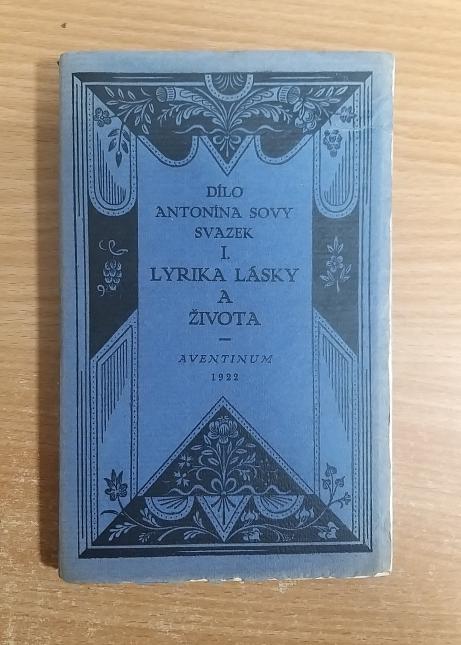 DÍLO
ANTONÍNA SOVY
SVAZEK
I.
LYRIKA LÁSKY
A
ŽIVOTA
AVENTINUM
1922